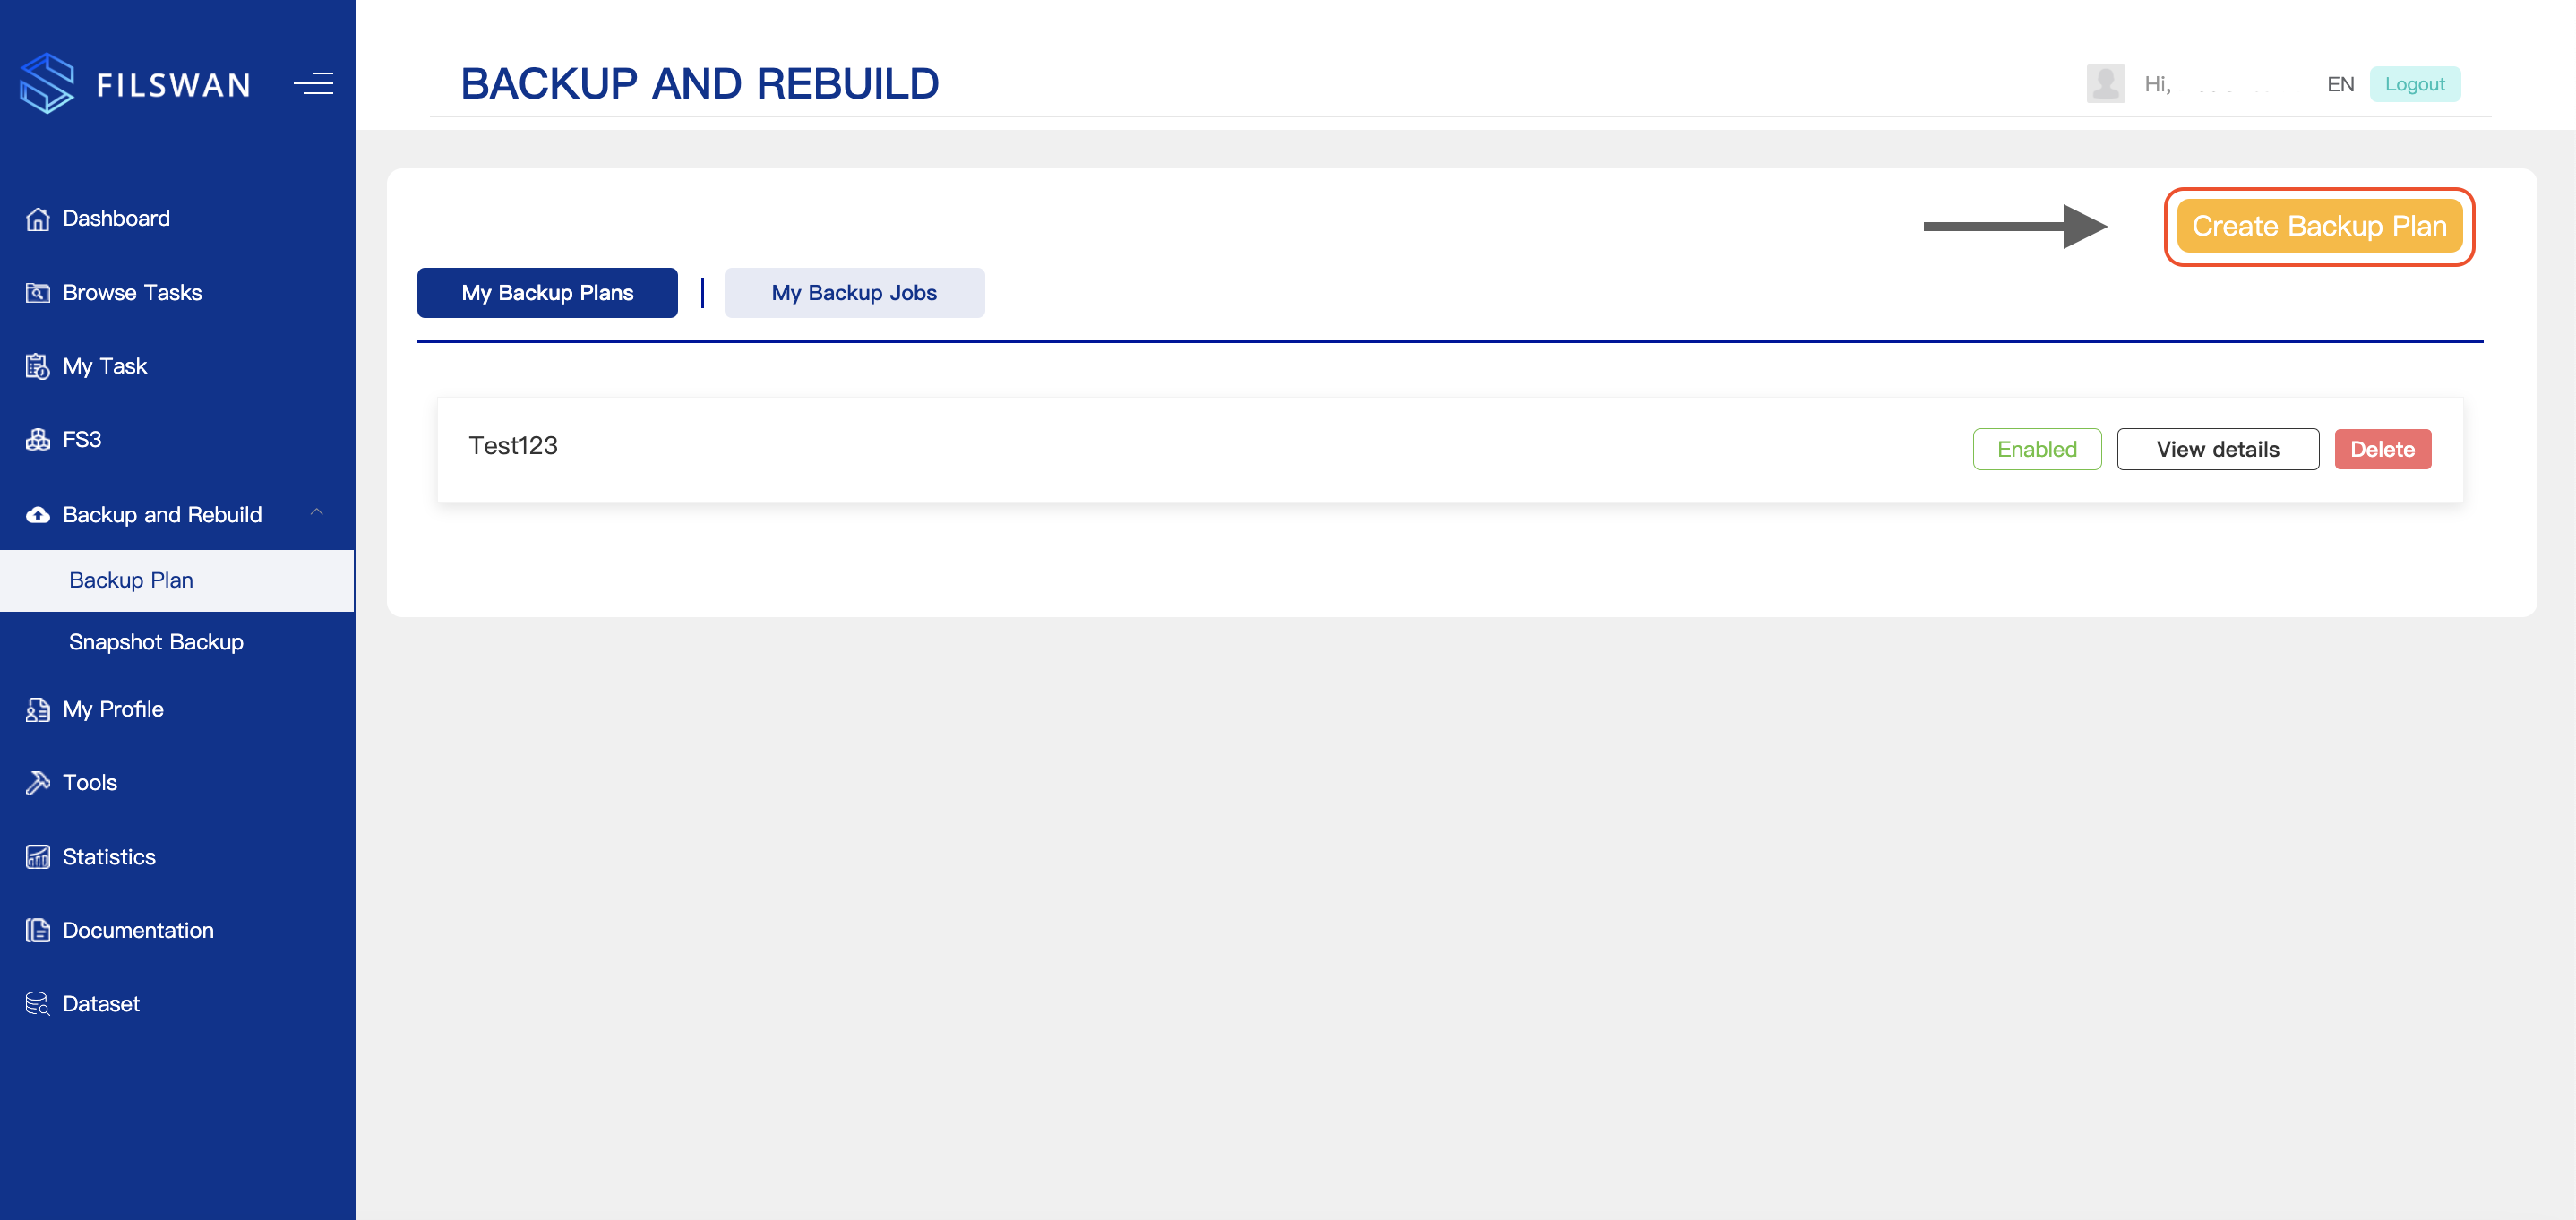 FILSWAN
BACKUP AND REBUILD
Hi,
EN
Logout
Dashboard
Browse Tasks
My Task
FS3
Backup and Rebuild
Backup Plan
Snapshot Backup
My Profile
Tools
Statistics
Documentation
Dataset
Create Backup Plan
My Backup Plans
My Backup Jobs
Test123
Enabled
View details
Delete